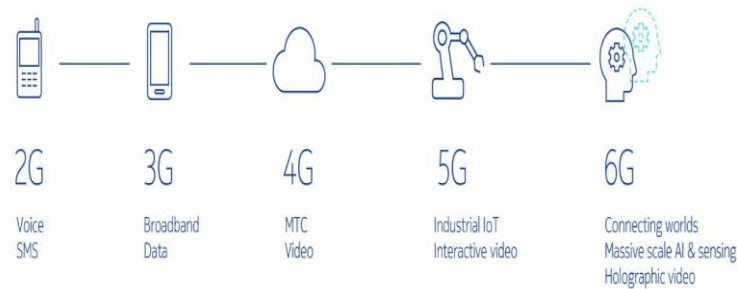 2G
Voice
SMS
3G
Broadband
Data
4G
MTC
Video
5G
Industrial IoT
Interactive video
6G
Connecting worlds
Massive scale AI & sensing
Holographic video